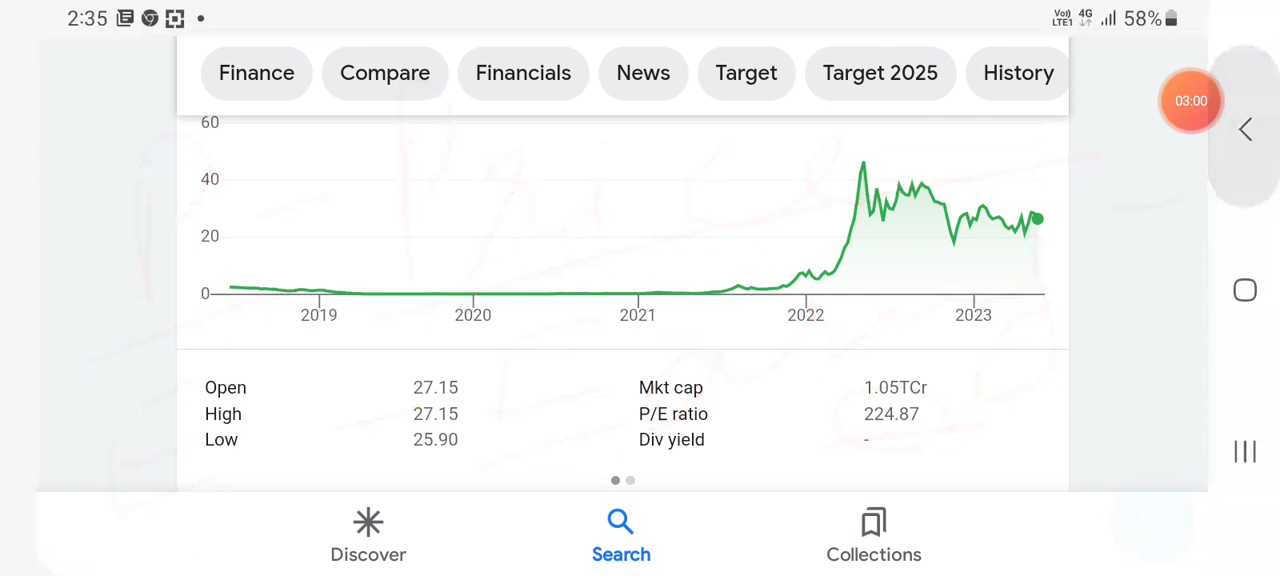 2:35 Vo)) LTE1 4G 58%
Finance Compare Financials News Target Target 2025 History
03:00
60
40
20
0
2019 2020 2021 2022 2023
Open 27.15 Mkt cap 1.05TCr
High 27.15 P/E ratio 224.87
Low 25.90 Div yield -
Discover Search Collections